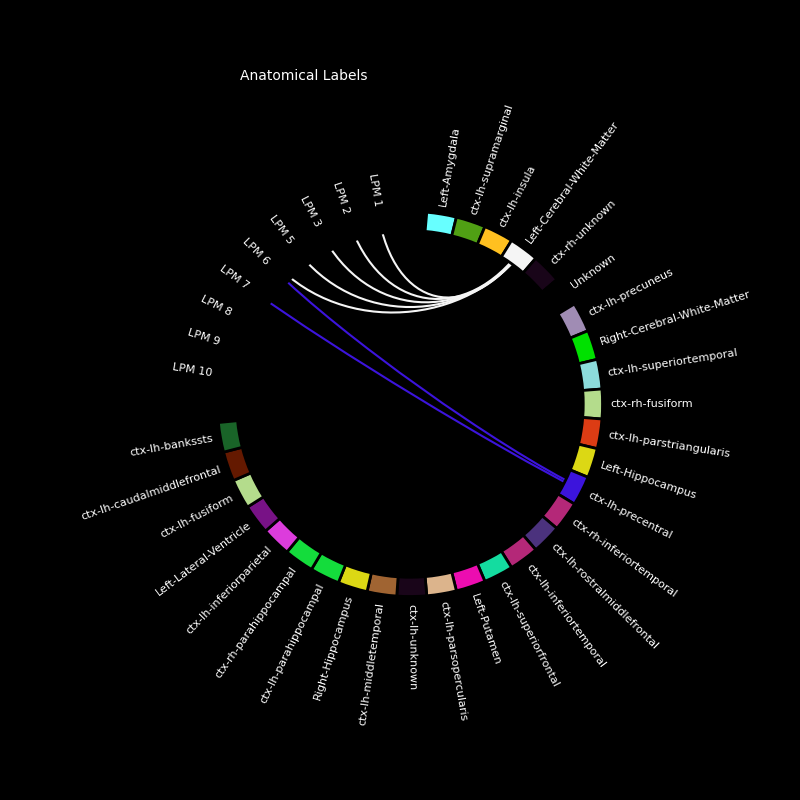 Anatomical Labels
Left-Amygdala
ctx-lh-supramarginal
ctx-lh-insula
Left-Cerebral-White-Matter
ctx-rh-unknown
Unknown
ctx-lh-precuneus
Right-Cerebral-White-Matter
ctx-lh-superiortemporal
ctx-rh-fusiform
ctx-lh-parstriangularis
Left-Hippocampus
ctx-lh-precentral
ctx-rh-inferiortemporal
ctx-lh-rostralmiddlefrontal
ctx-lh-inferiortemporal
ctx-lh-superiorfrontal
Left-Putamen
ctx-lh-parsopercularis
ctx-lh-unknown
ctx-lh-middletemporal
Right-Hippocampus
ctx-lh-parahippocampal
ctx-rh-parahippocampal
ctx-lh-inferiorparietal
Left-Lateral-Ventricle
ctx-lh-fusiform
ctx-lh-caudalmiddlefrontal
ctx-lh-bankssts
LPM 10
LPM 9
LPM 8
LPM 7
LPM 6
LPM 5
LPM 3
LPM 2
LPM 1